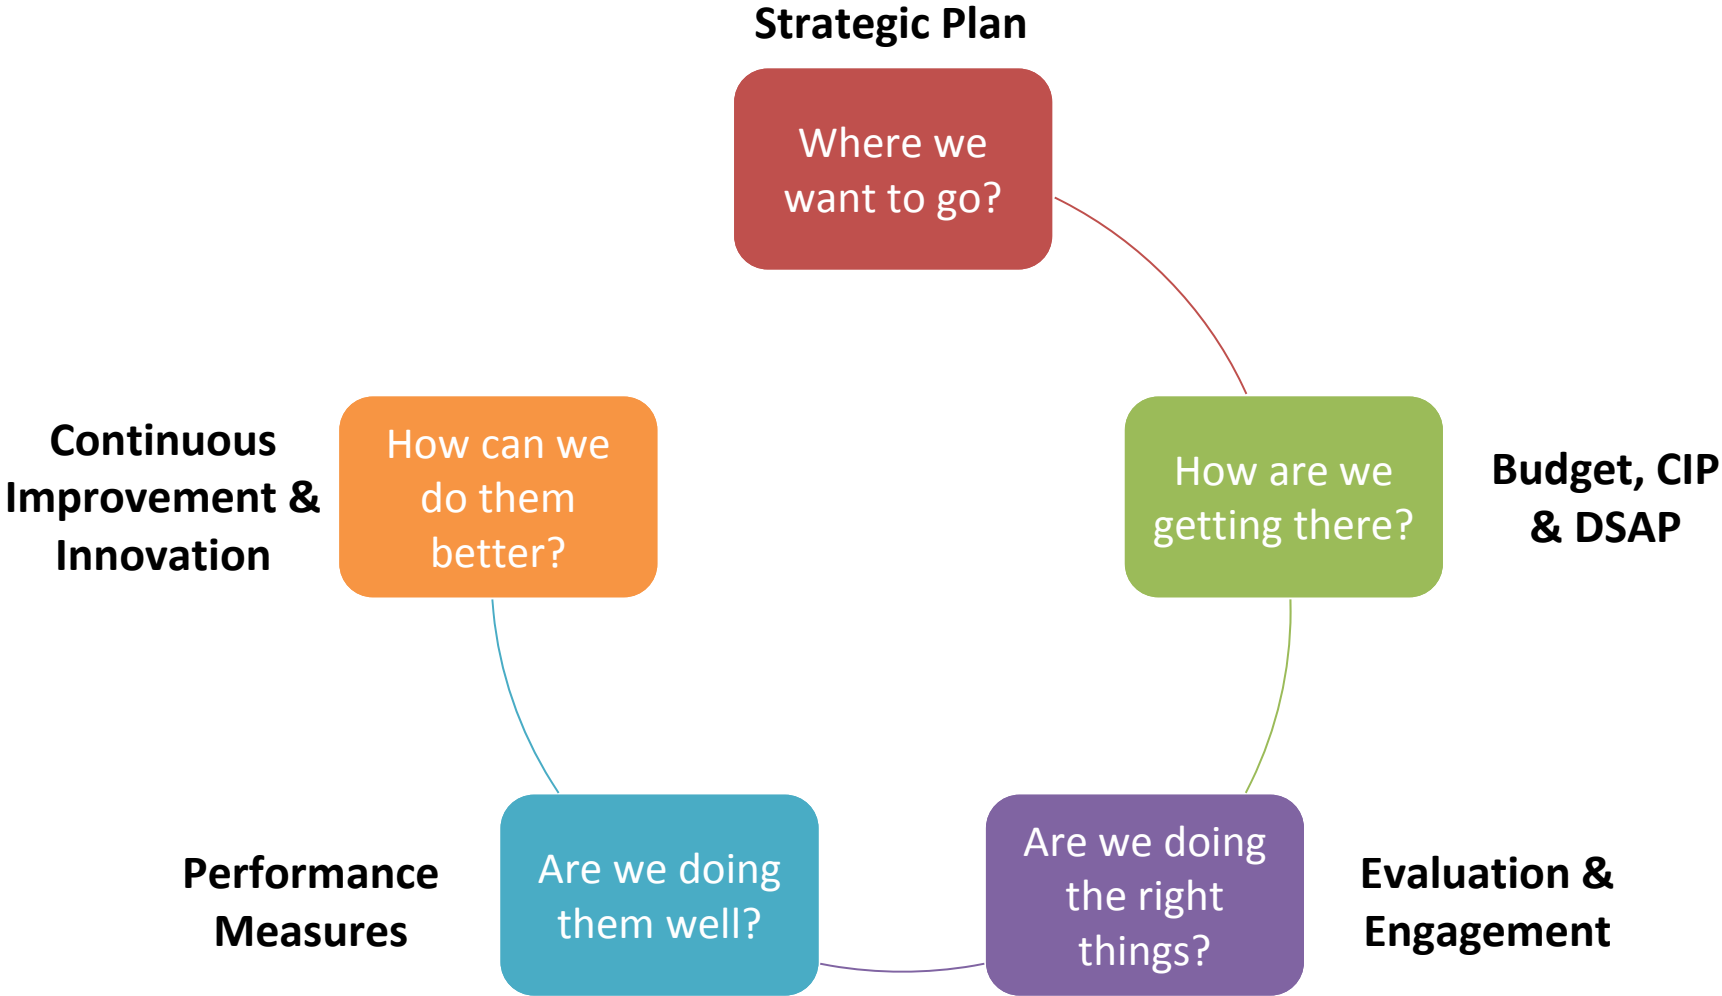 Strategic Plan
Where we
want to go?
How are we
getting there?
Budget, CIP
& DSAP
Are we doing
the right
things?
Evaluation &
Engagement
Are we doing
them well?
Performance
Measures
How can we
do them
better?
Continuous
Improvement &
Innovation